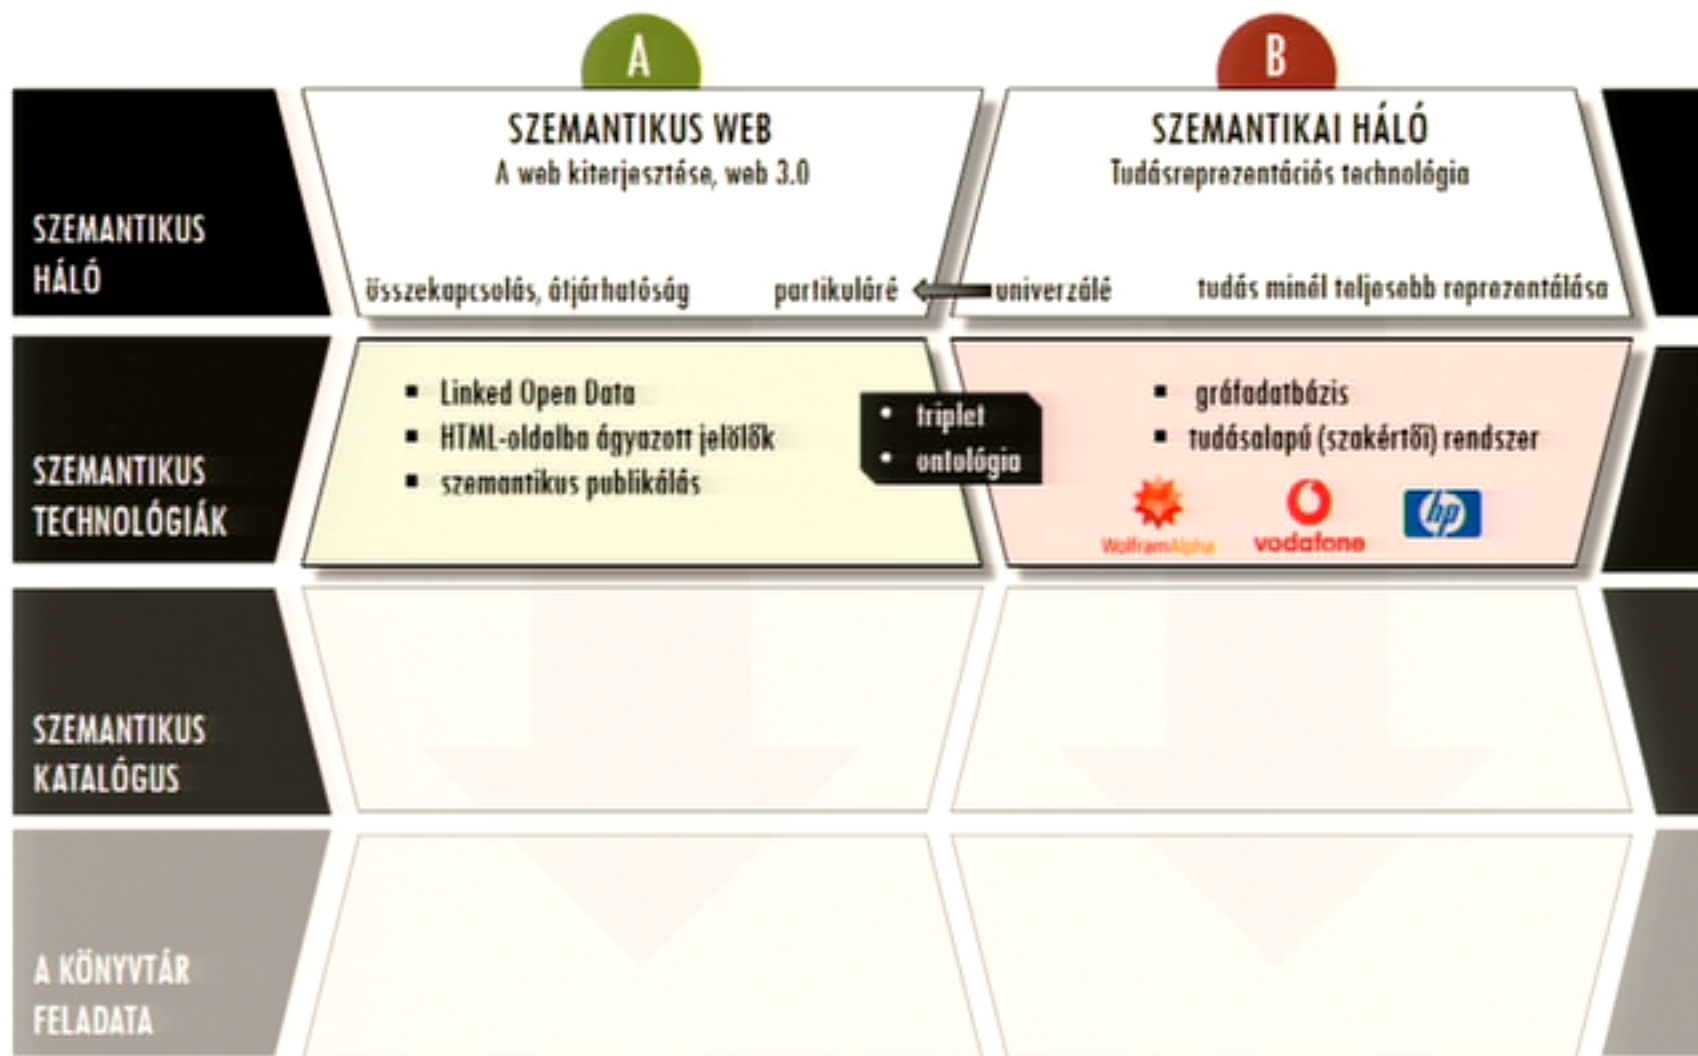 A
B
SZEMANTIKUS
HÁLÓ
SZEMANTIKUS WEB
A web kiterjesztése, web 3.0
összekapcsolás, átjárhatóság
partikuláré
SZEMANTIKAI HÁLÓ
Tudásreprezentációs technológia
univerzálé
tudás minél teljesebb reprezentálása
SZEMANTIKUS
TECHNOLÓGIÁK
Linked Open Data
HTML-oldalba ágyazott jelölők
szemantikus publikálás
triplet
ontológia
gráfadatbázis
tudásalapú (szakértői) rendszer
WolframAlpha
vodafone
hp
SZEMANTIKUS
KATALÓGUS
A KÖNYVTÁR
FELADATA